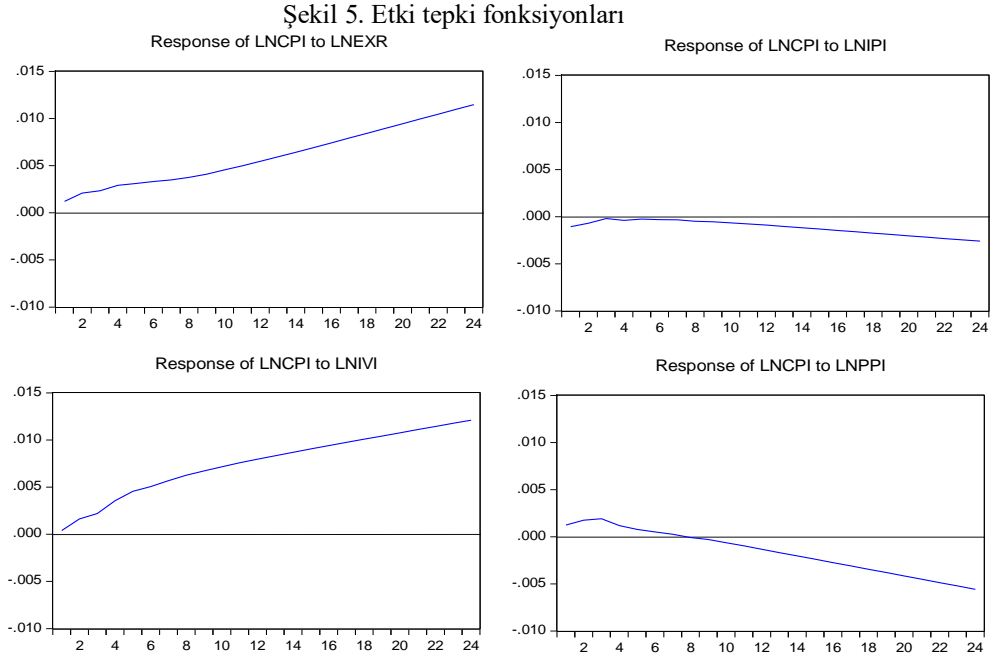 Şekil 5. Etki tepki fonksiyonları
Response of LNCPI to LNEXR
.015
.010
.005
.000
-.005
-.010
2 4 6 8 10 12 14 16 18 20 22 24
Response of LNCPI to LNIPI
.015
.010
.005
.000
-.005
-.010
2 4 6 8 10 12 14 16 18 20 22 24
Response of LNCPI to LNIVI
.015
.010
.005
.000
-.005
-.010
2 4 6 8 10 12 14 16 18 20 22 24
Response of LNCPI to LNPPI
.015
.010
.005
.000
-.005
-.010
2 4 6 8 10 12 14 16 18 20 22 24